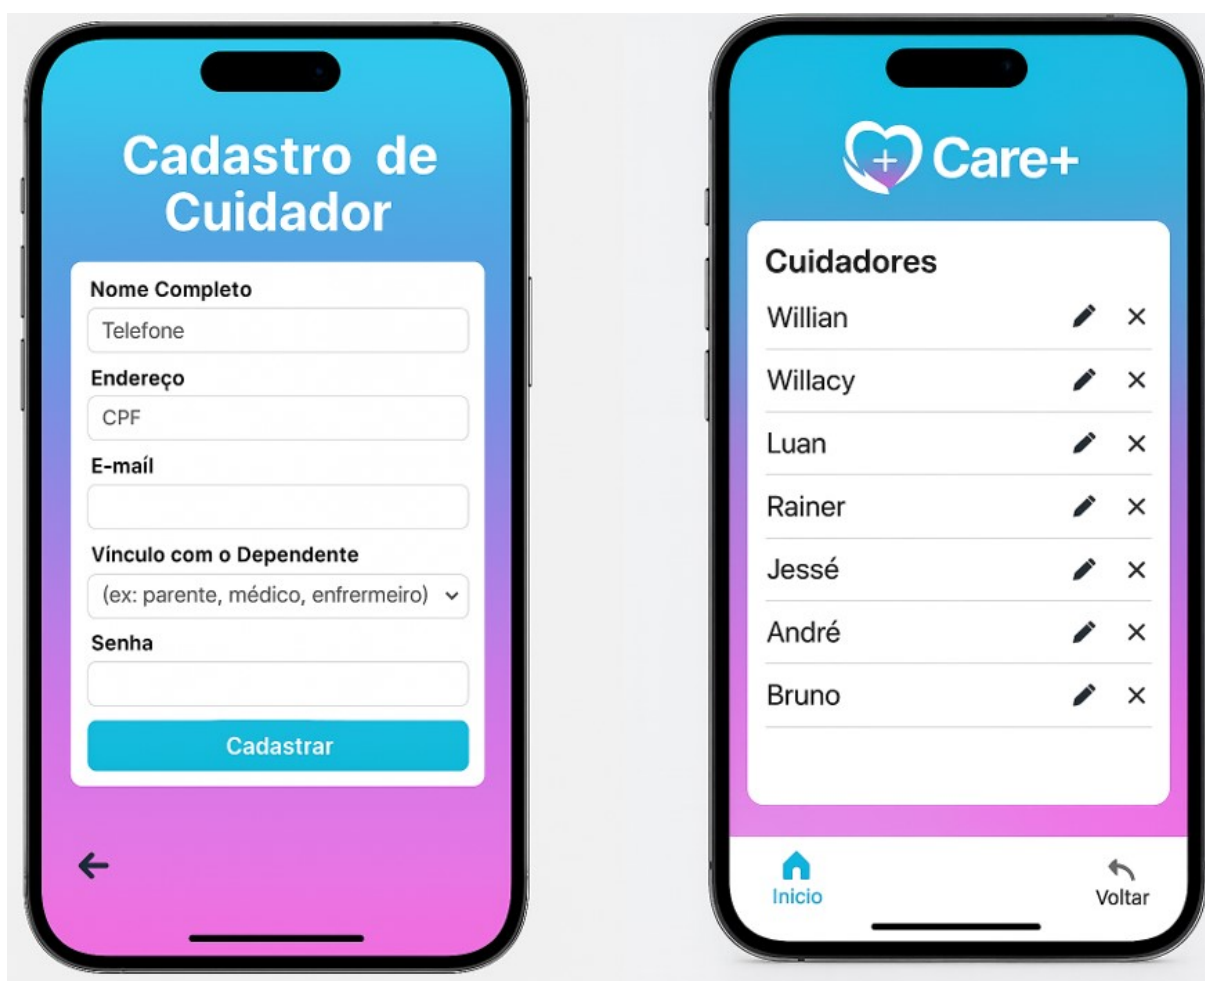 Cadastro de
Cuidador
Nome Completo
Telefone
Endereço
CPF
E-maíl
Vínculo com o Dependente
(ex: parente, médico, enfrermeiro)
Senha
Cadastrar
Care+
Cuidadores
Willian
Willacy
Luan
Rainer
Jessé
André
Bruno
Inicio
Voltar